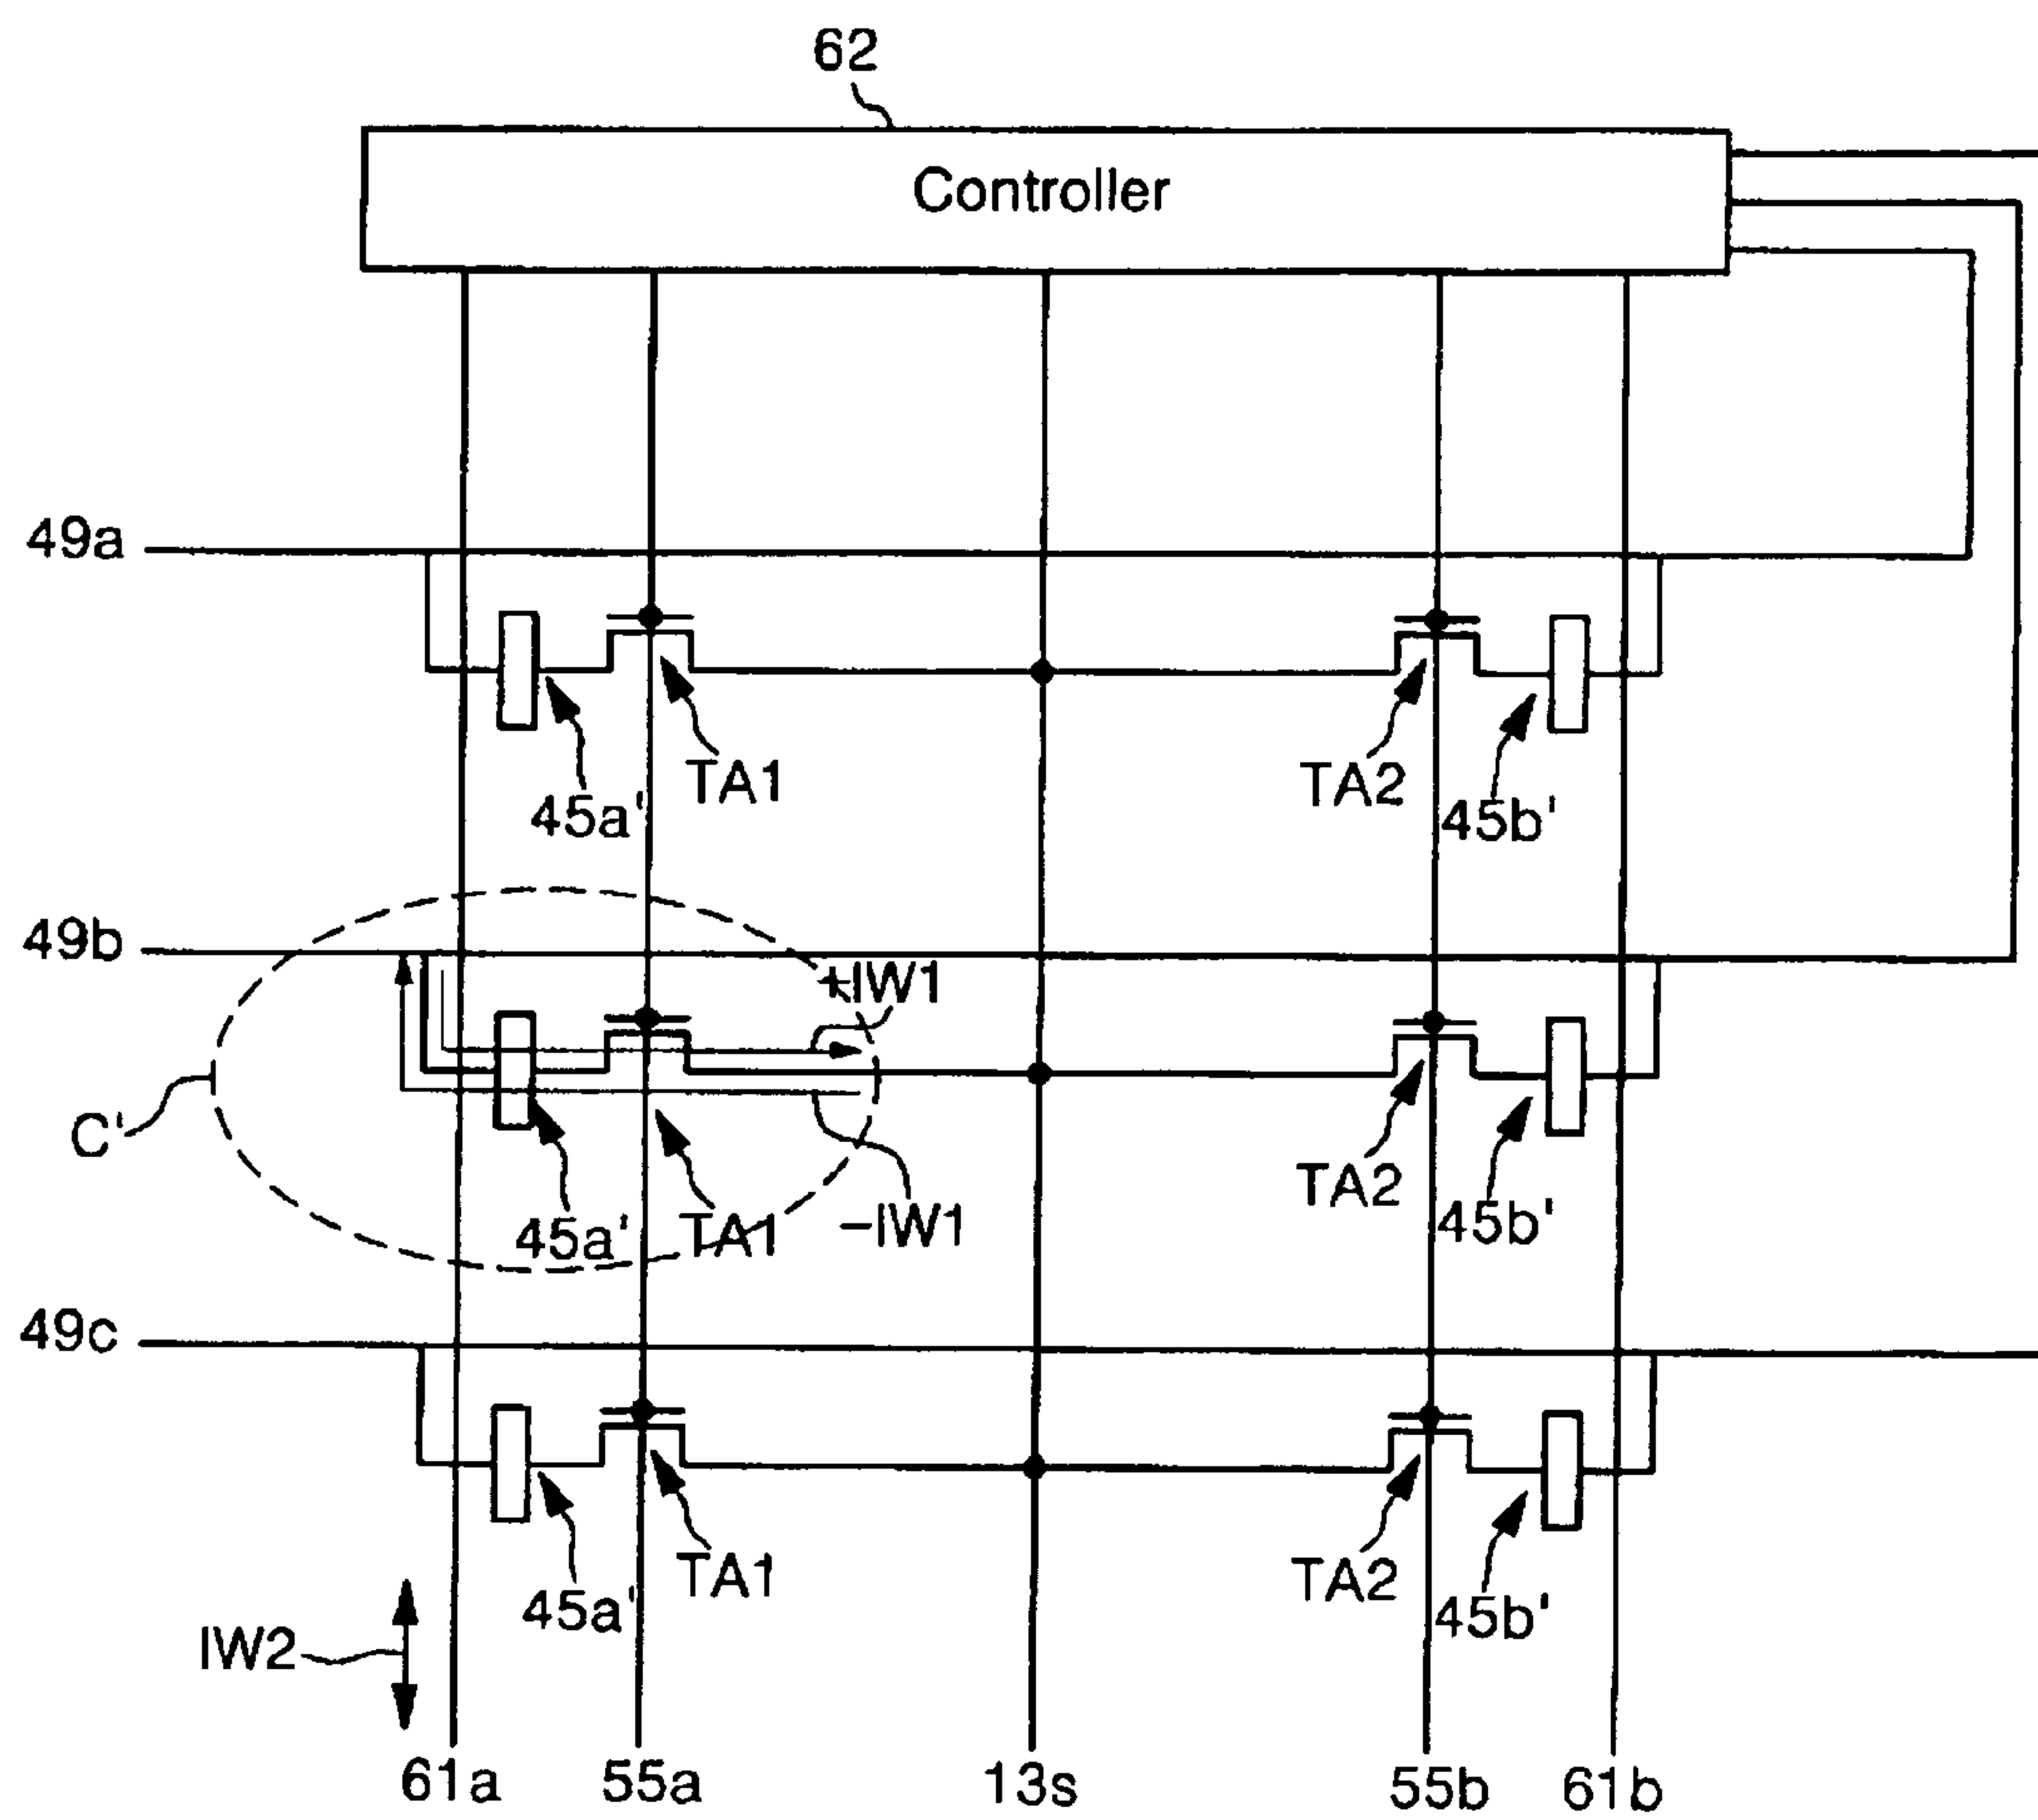 62
Controller
49a
TA1
TA2
45a'
45b'
49b
+IW1
C'
TA2
45a'
TA1
-IW1
45b'
49c
TA1
TA2
45a'
45b'
IW2
61a
55a
13s
55b
61b